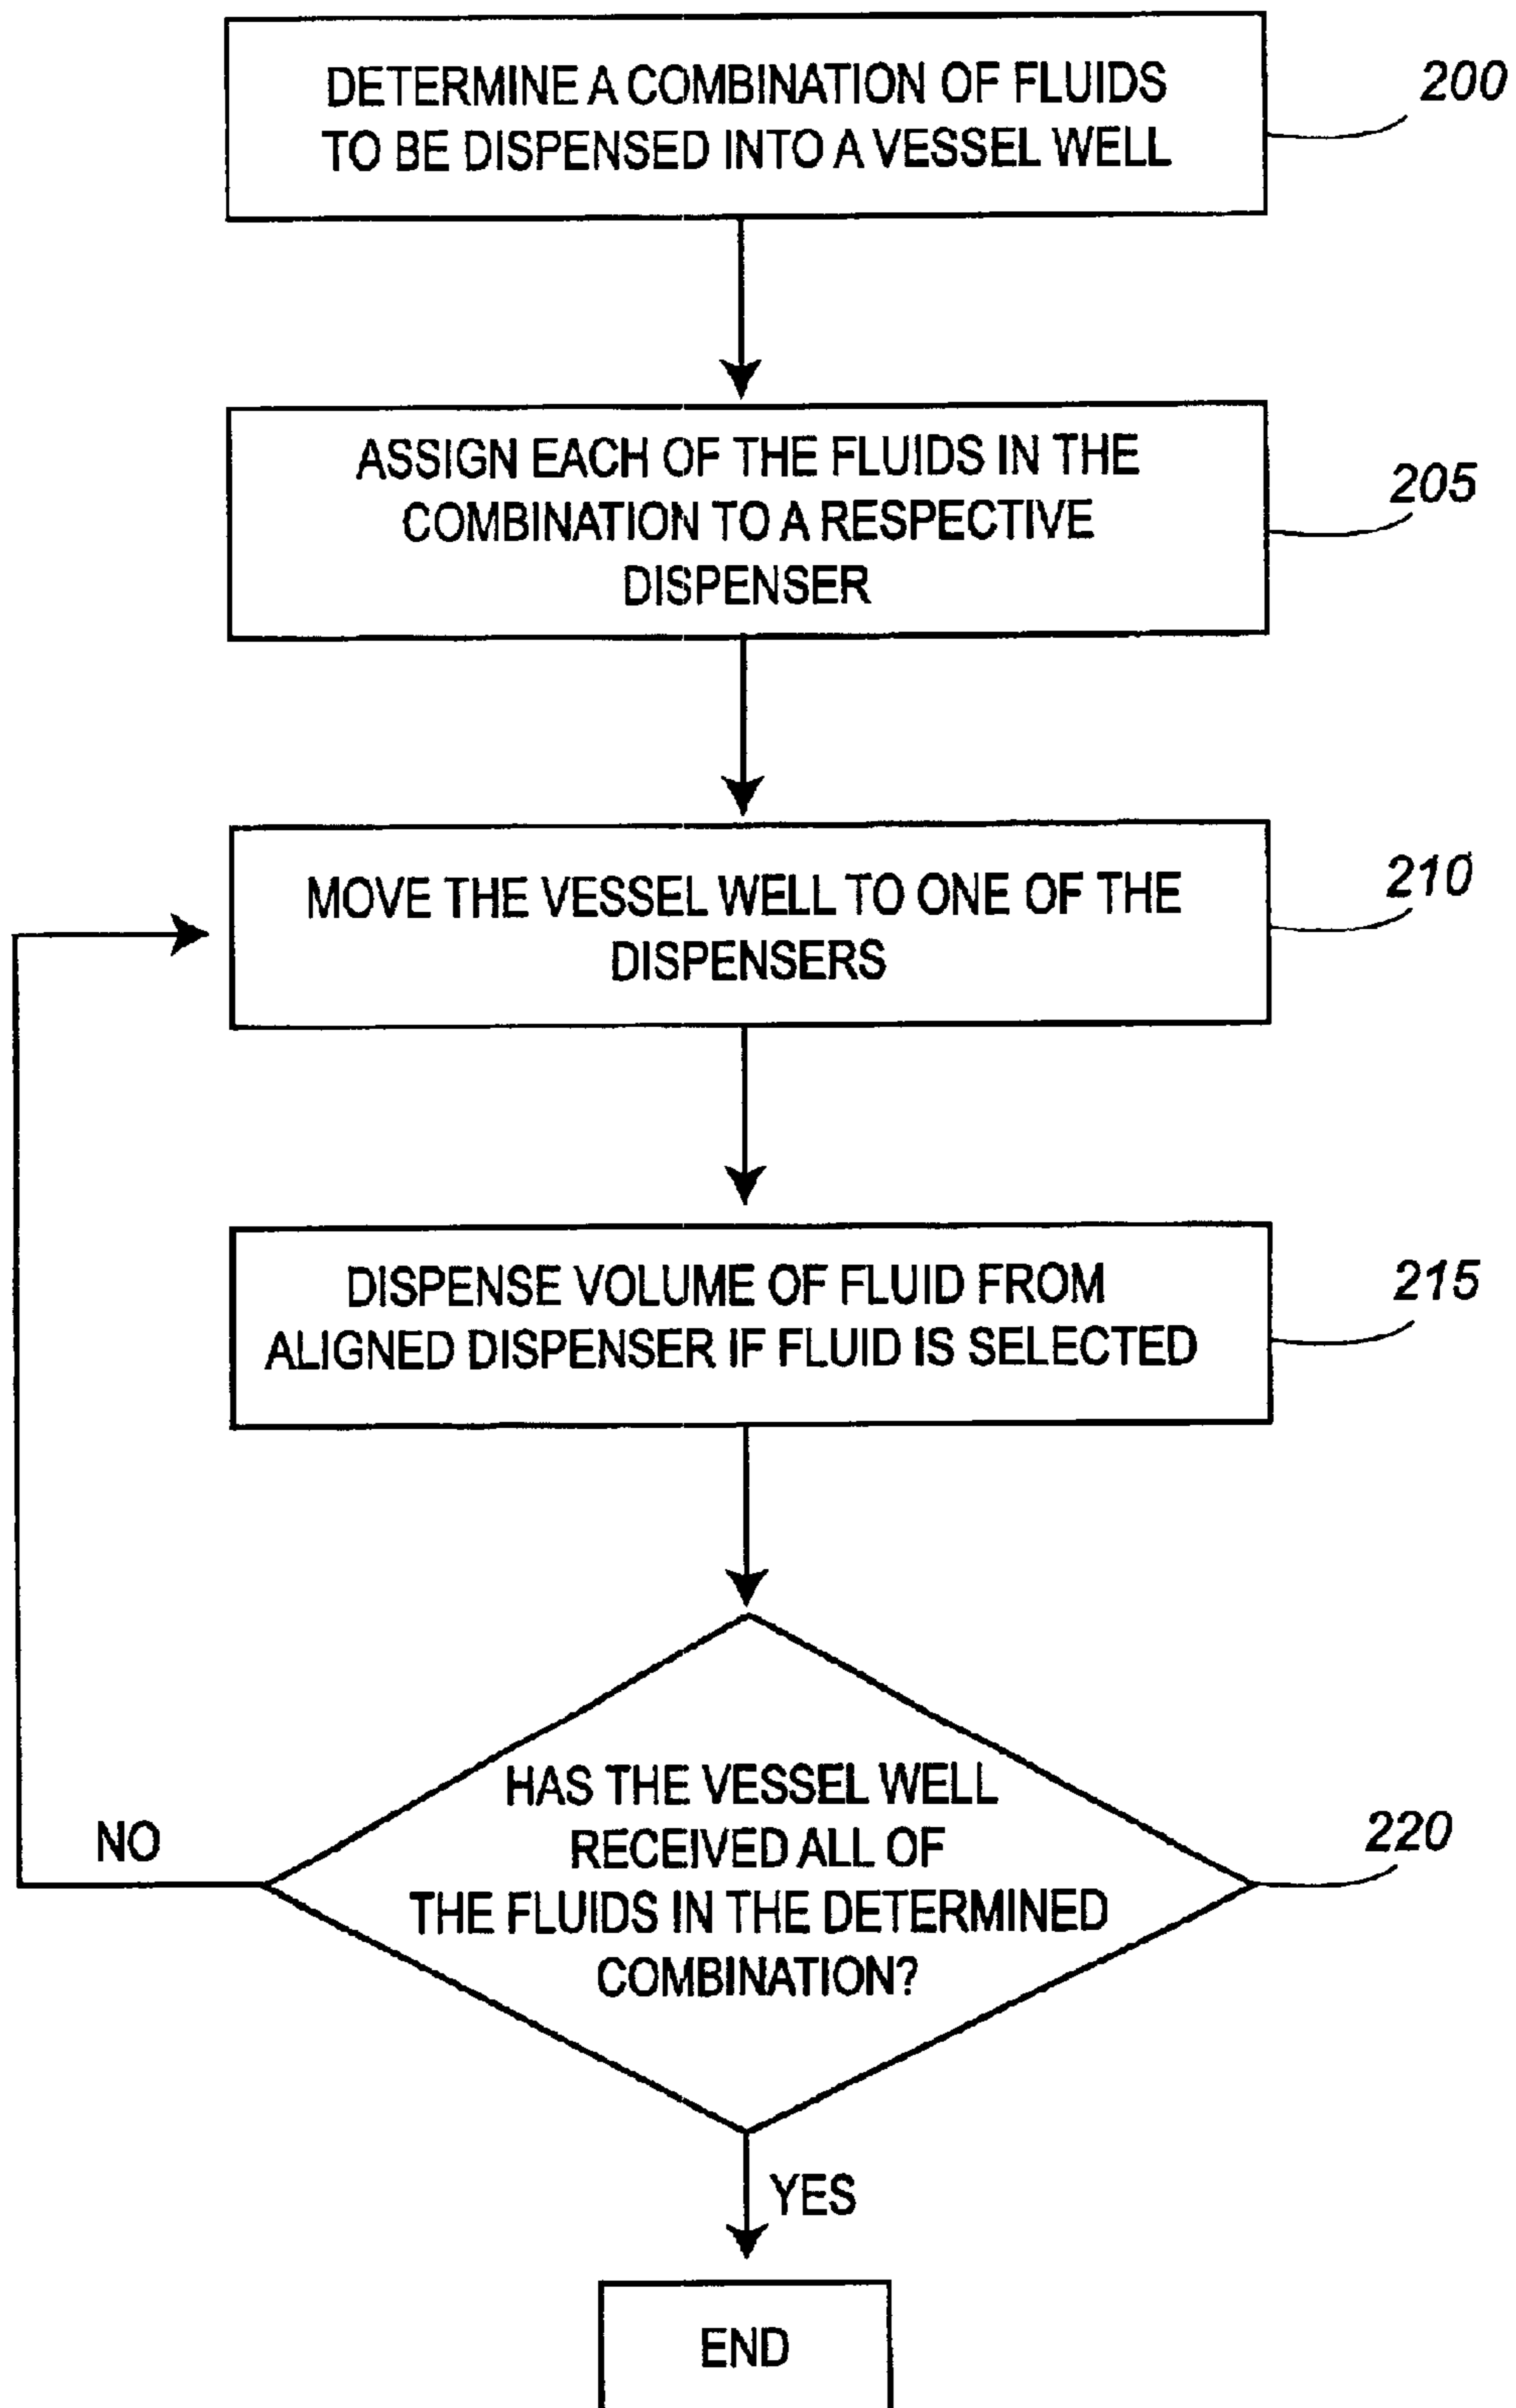 DETERMINE A COMBINATION OF FLUIDS
TO BE DISPENSED INTO A VESSEL WELL
200
ASSIGN EACH OF THE FLUIDS IN THE
COMBINATION TO A RESPECTIVE
DISPENSER
205
MOVE THE VESSEL WELL TO ONE OF THE
DISPENSERS
210
DISPENSE VOLUME OF FLUID FROM
ALIGNED DISPENSER IF FLUID IS SELECTED
215
HAS THE VESSEL WELL
RECEIVED ALL OF
THE FLUIDS IN THE DETERMINED
COMBINATION?
220
NO
YES
END